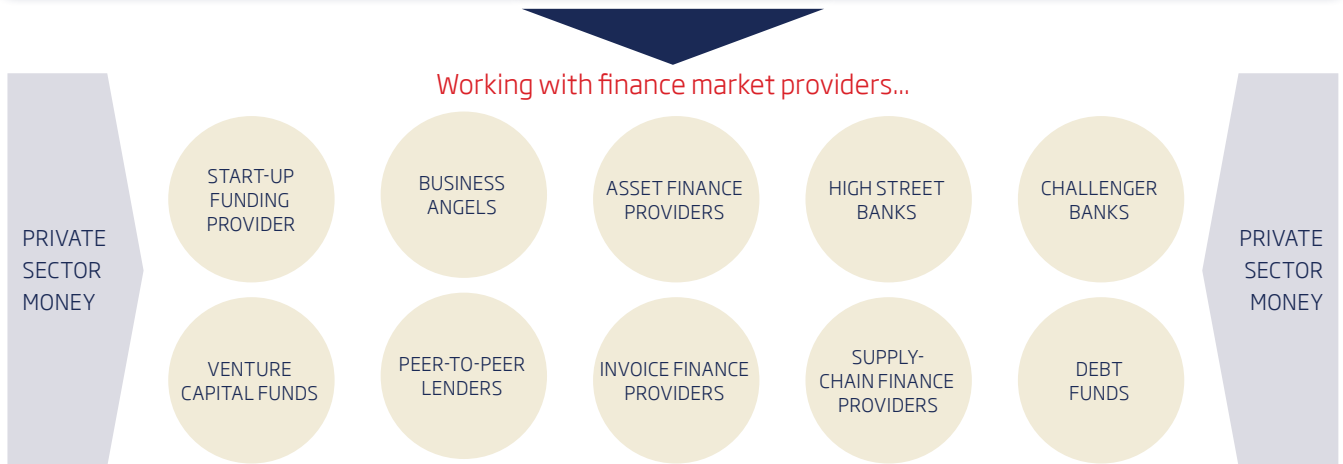 Working with finance market providers...
PRIVATE
SECTOR
MONEY
START-UP
FUNDING
PROVIDER
BUSINESS
ANGELS
ASSET FINANCE
PROVIDERS
HIGH STREET
BANKS
CHALLENGER
BANKS
VENTURE
CAPITAL FUNDS
PEER-TO-PEER
LENDERS
INVOICE FINANCE
PROVIDERS
SUPPLY-
CHAIN FINANCE
PROVIDERS
DEBT
FUNDS
PRIVATE
SECTOR
MONEY